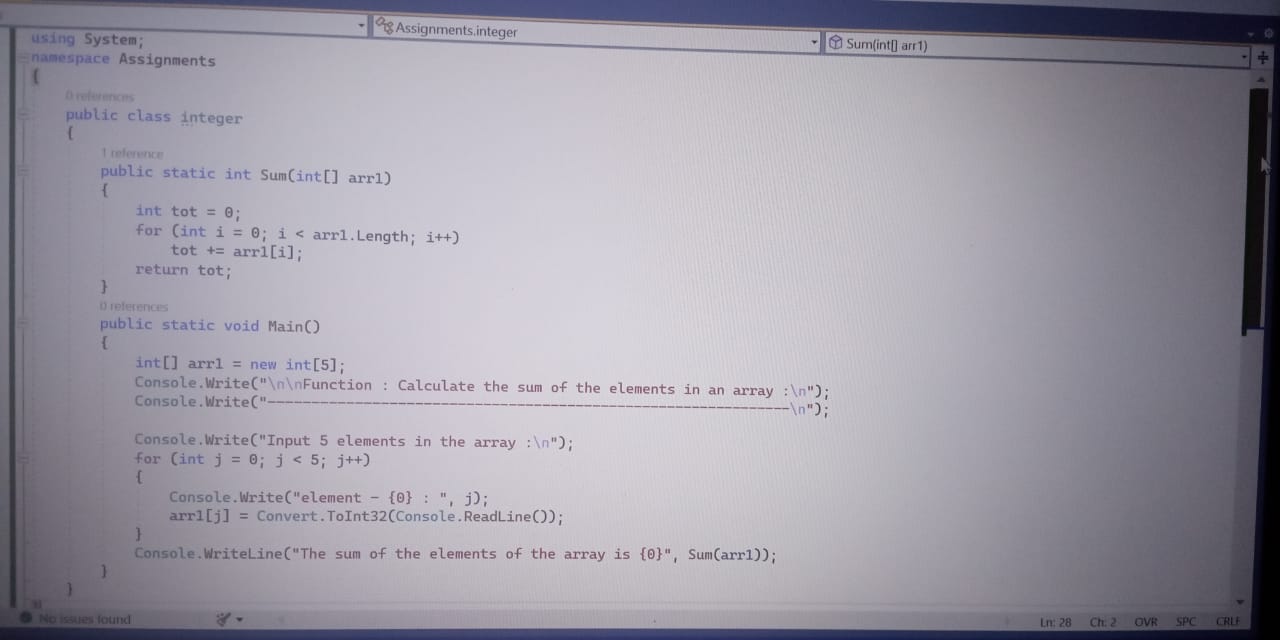 Assignments.integer
Sum(int[] arr1)
using System;
namespace Assignments
{
0 references
public class integer
{
1 reference
public static int Sum(int[] arr1)
{
int tot = 0;
for (int i = 0; i < arr1.Length; i++)
tot += arr1[i];
return tot;
}
0 references
public static void Main()
{
int[] arr1 = new int[5];
Console.Write("\n\nFunction : Calculate the sum of the elements in an array :\n");
Console.Write("------------------------------------------------------------\n");
Console.Write("Input 5 elements in the array :\n");
for (int j = 0; j < 5; j++)
{
Console.Write("element - {0} : ", j);
arr1[j] = Convert.ToInt32(Console.ReadLine());
}
Console.WriteLine("The sum of the elements of the array is {0}", Sum(arr1));
}
}
No issues found
Ln: 28 Ch: 2 OVR SPC CRLF